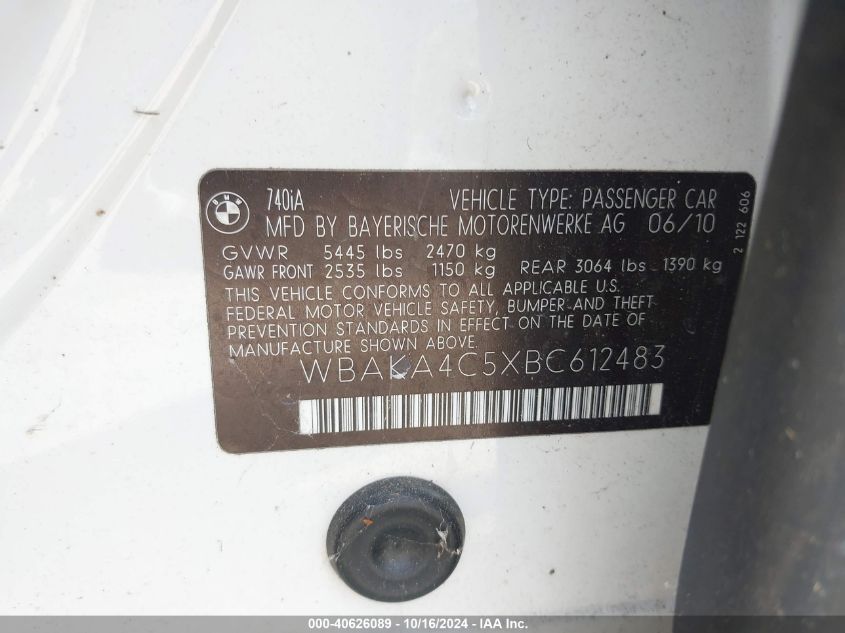 BMW
740iA VEHICLE TYPE: PASSENGER CAR
MFD BY BAYERISCHE MOTORENWERKE AG 06/10
GVWR 5445 lbs 2470 kg
GAWR FRONT 2535 lbs 1150 kg REAR 3064 lbs 1390 kg
THIS VEHICLE CONFORMS TO ALL APPLICABLE U.S.
FEDERAL MOTOR VEHICLE SAFETY, BUMPER AND THEFT
PREVENTION STANDARDS IN EFFECT ON THE DATE OF
MANUFACTURE SHOWN ABOVE.
WBAKA4C5XBC612483
2 122 606
000-40626089 - 10/16/2024 - IAA Inc.